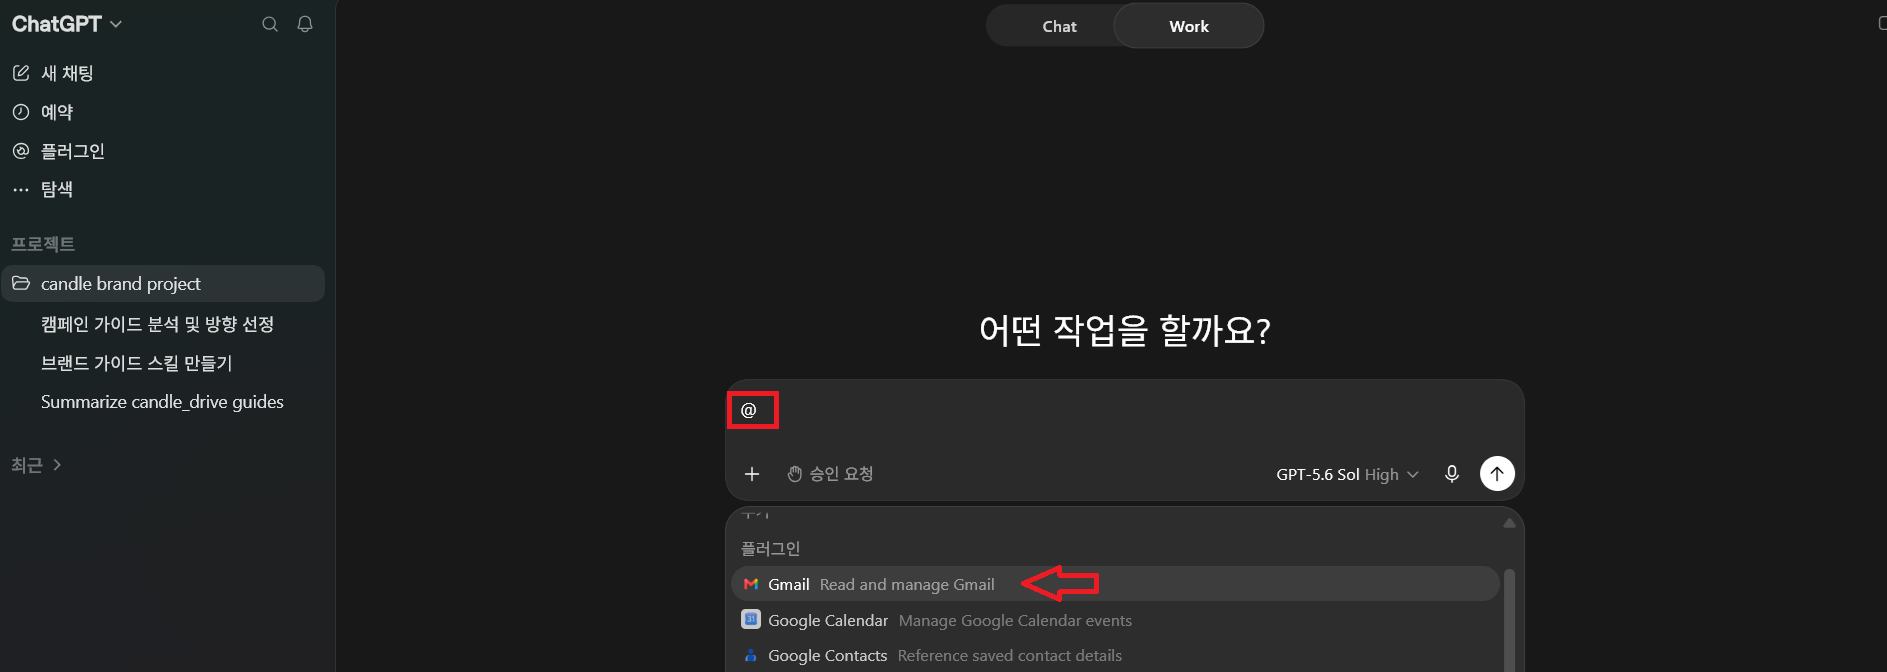 ChatGPT
새 채팅
예약
플러그인
탐색
프로젝트
candle brand project
캠페인 가이드 분석 및 방향 선정
브랜드 가이드 스킬 만들기
Summarize candle_drive guides
최근
Chat Work
어떤 작업을 할까요?
@
승인 요청 GPT-5.6 Sol High
플러그인
Gmail Read and manage Gmail
Google Calendar Manage Google Calendar events
Google Contacts Reference saved contact details